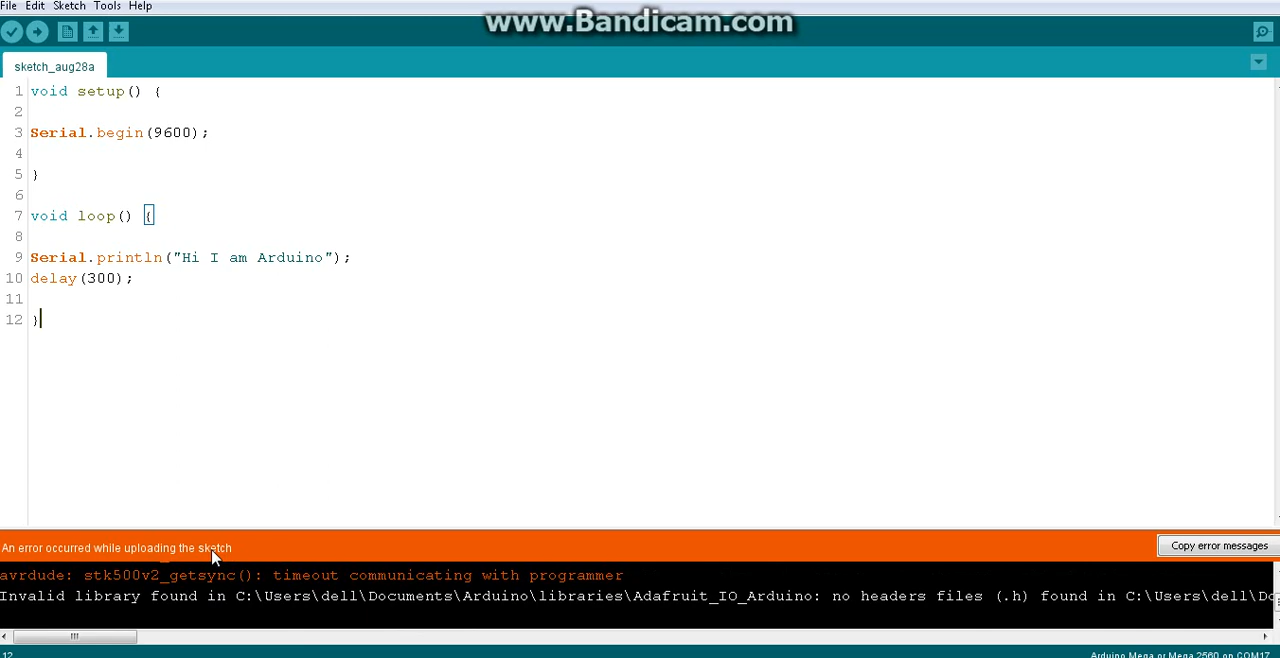 www.Bandicam.com
File Edit Sketch Tools Help
sketch_aug28a
1 void setup() {
2
3 Serial.begin(9600);
4
5 }
6
7 void loop() {
8
9 Serial.println("Hi I am Arduino");
10 delay(300);
11
12 }
An error occurred while uploading the sketch
Copy error messages
avrdude: stk500v2_getsync(): timeout communicating with programmer
Invalid library found in C:\Users\dell\Documents\Arduino\libraries\Adafruit_IO_Arduino: no headers files (.h) found in C:\Users\dell\Do
12 Arduino Mega or Mega 2560 on COM17